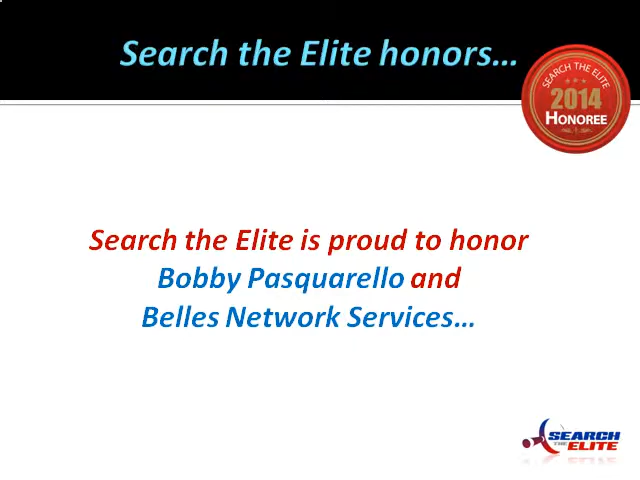 Search the Elite honors...
SEARCH THE ELITE
2014
HONOREE
Search the Elite is proud to honor
Bobby Pasquarello and
Belles Network Services...
SEARCH
THE ELITE